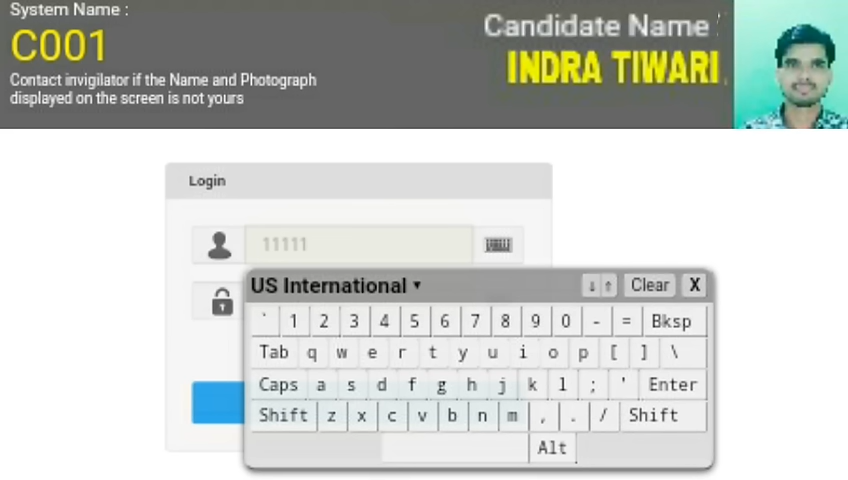 System Name :
C001
Contact invigilator if the Name and Photograph
displayed on the screen is not yours
Candidate Name :
INDRA TIWARI
Login
11111
US International ▾ ↓ ↑ Clear X
` 1 2 3 4 5 6 7 8 9 0 - = Bksp
Tab q w e r t y u i o p [ ] \
Caps a s d f g h j k l ; ' Enter
Shift z x c v b n m , . / Shift
Alt